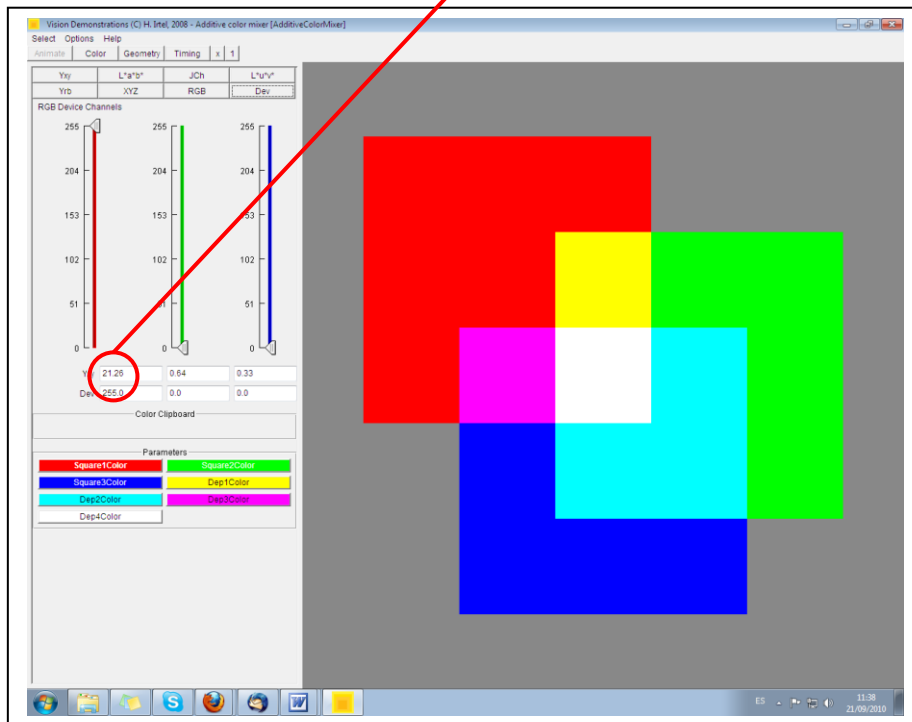 Vision Demonstrations (C) H. Irtel, 2008 - Additive color mixer [AdditiveColorMixer]
Select Options Help
Animate Color Geometry Timing x 1
Yxy L*a*b* JCh L*u*v*
Yrb XYZ RGB Dev
RGB Device Channels
255 255 255
204 204 204
153 153 153
102 102 102
51 51
0 0 0
21.26 0.64 0.33
Dev 255.0 0.0 0.0
Color Clipboard
Parameters
Square1Color Square2Color
Square3Color Dep1Color
Dep2Color Dep3Color
Dep4Color
ES 11:38
21/09/2010